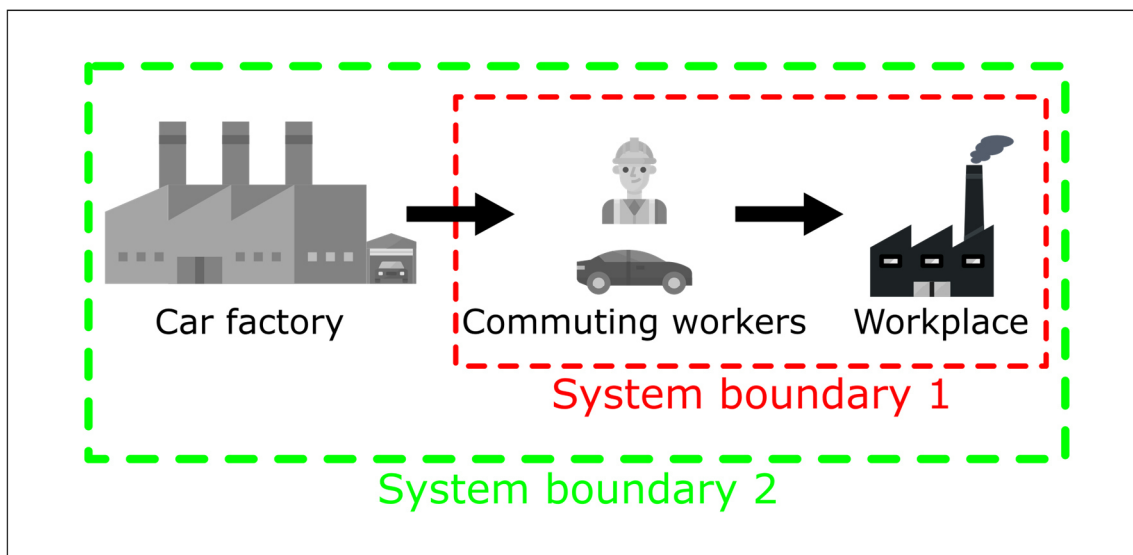 Car factory
Commuting workers
Workplace
System boundary 1
System boundary 2